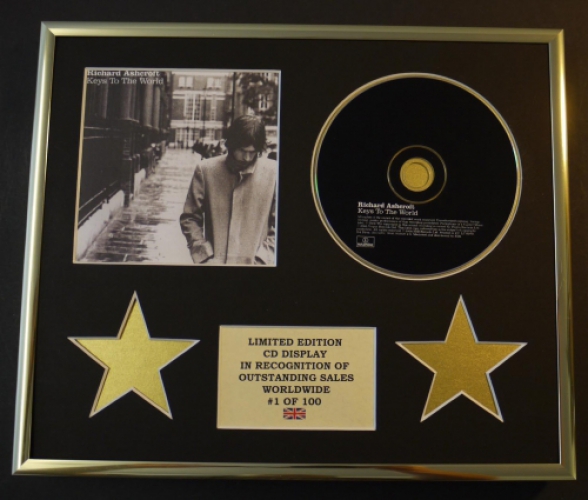 Richard Ashcroft
Keys To The World
Richard Ashcroft
Keys To The World
LIMITED EDITION
CD DISPLAY
IN RECOGNITION OF
OUTSTANDING SALES
WORLDWIDE
#1 OF 100